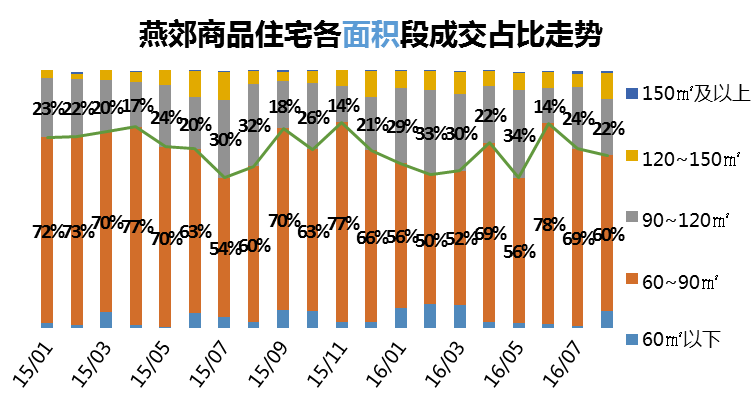 燕郊商品住宅各面积段成交占比走势
23% 22% 20% 17% 24% 20% 30% 32% 18% 26% 14% 21% 29% 33% 30% 22% 34% 14% 24% 22%
72% 73% 70% 77% 70% 63% 54% 60% 70% 63% 77% 66% 56% 50% 52% 69% 56% 78% 69% 60%
15/01 15/03 15/05 15/07 15/09 15/11 16/01 16/03 16/05 16/07
150㎡及以上
120~150㎡
90~120㎡
60~90㎡
60㎡以下